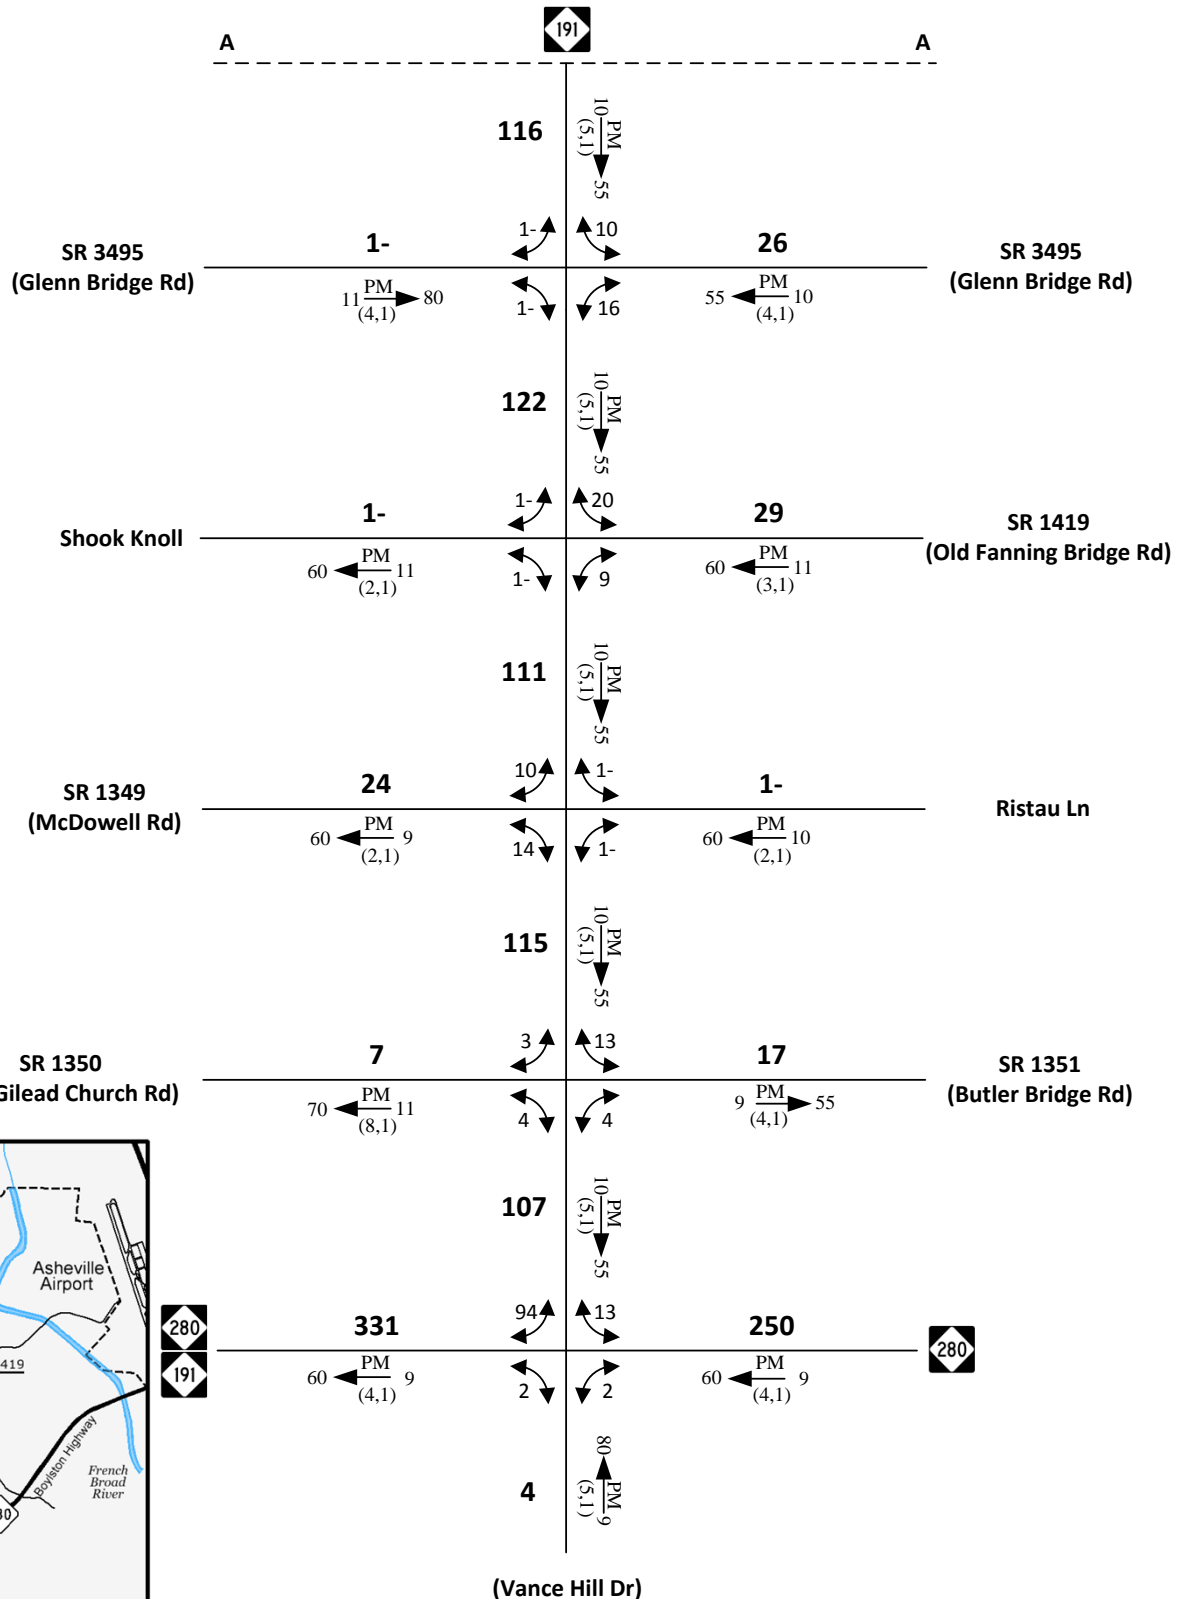 191
A
A
116
10 PM 55
(5,1)
1-
10
SR 3495
(Glenn Bridge Rd)
1-
26
SR 3495
(Glenn Bridge Rd)
11 PM 80
(4,1)
1-
16
55 PM 10
(4,1)
122
10 PM 55
(5,1)
1-
20
Shook Knoll
1-
29
SR 1419
(Old Fanning Bridge Rd)
60 PM 11
(2,1)
1-
9
60 PM 11
(3,1)
111
10 PM 55
(5,1)
10
1-
SR 1349
(McDowell Rd)
24
1-
Ristau Ln
60 PM 9
(2,1)
14
1-
60 PM 10
(2,1)
115
10 PM 55
(5,1)
3
13
SR 1350
Gilead Church Rd)
7
17
SR 1351
(Butler Bridge Rd)
70 PM 11
(8,1)
4
4
9 PM 55
(4,1)
107
10 PM 55
(5,1)
94
13
280
191
331
250
280
60 PM 9
(4,1)
2
2
60 PM 9
(4,1)
4
9 PM 80
(5,1)
(Vance Hill Dr)
Asheville
Airport
419
Boylston Highway
French
Broad
River